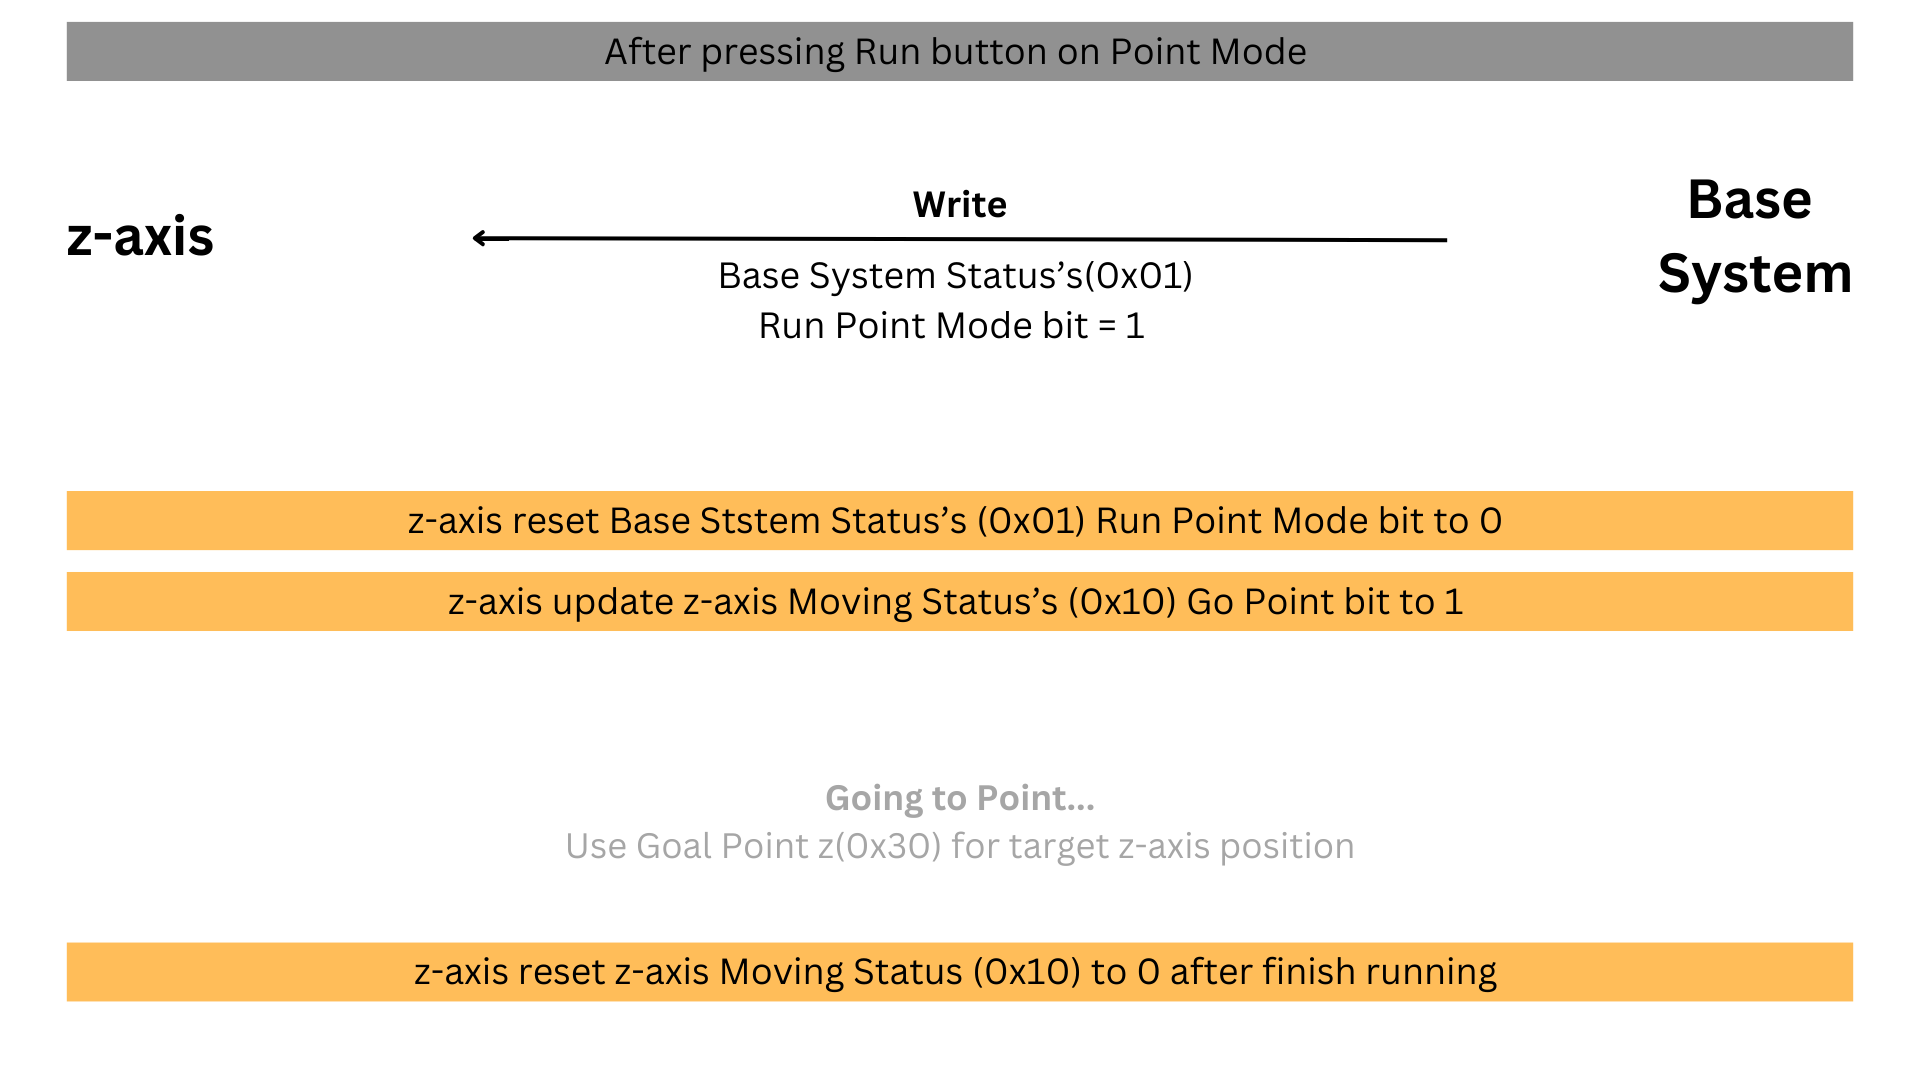 After pressing Run button on Point Mode
z-axis
Write
Base System Status’s(0x01)
Run Point Mode bit = 1
Base
System
z-axis reset Base Ststem Status’s (0x01) Run Point Mode bit to 0
z-axis update z-axis Moving Status’s (0x10) Go Point bit to 1
Going to Point...
Use Goal Point z(0x30) for target z-axis position
z-axis reset z-axis Moving Status (0x10) to 0 after finish running